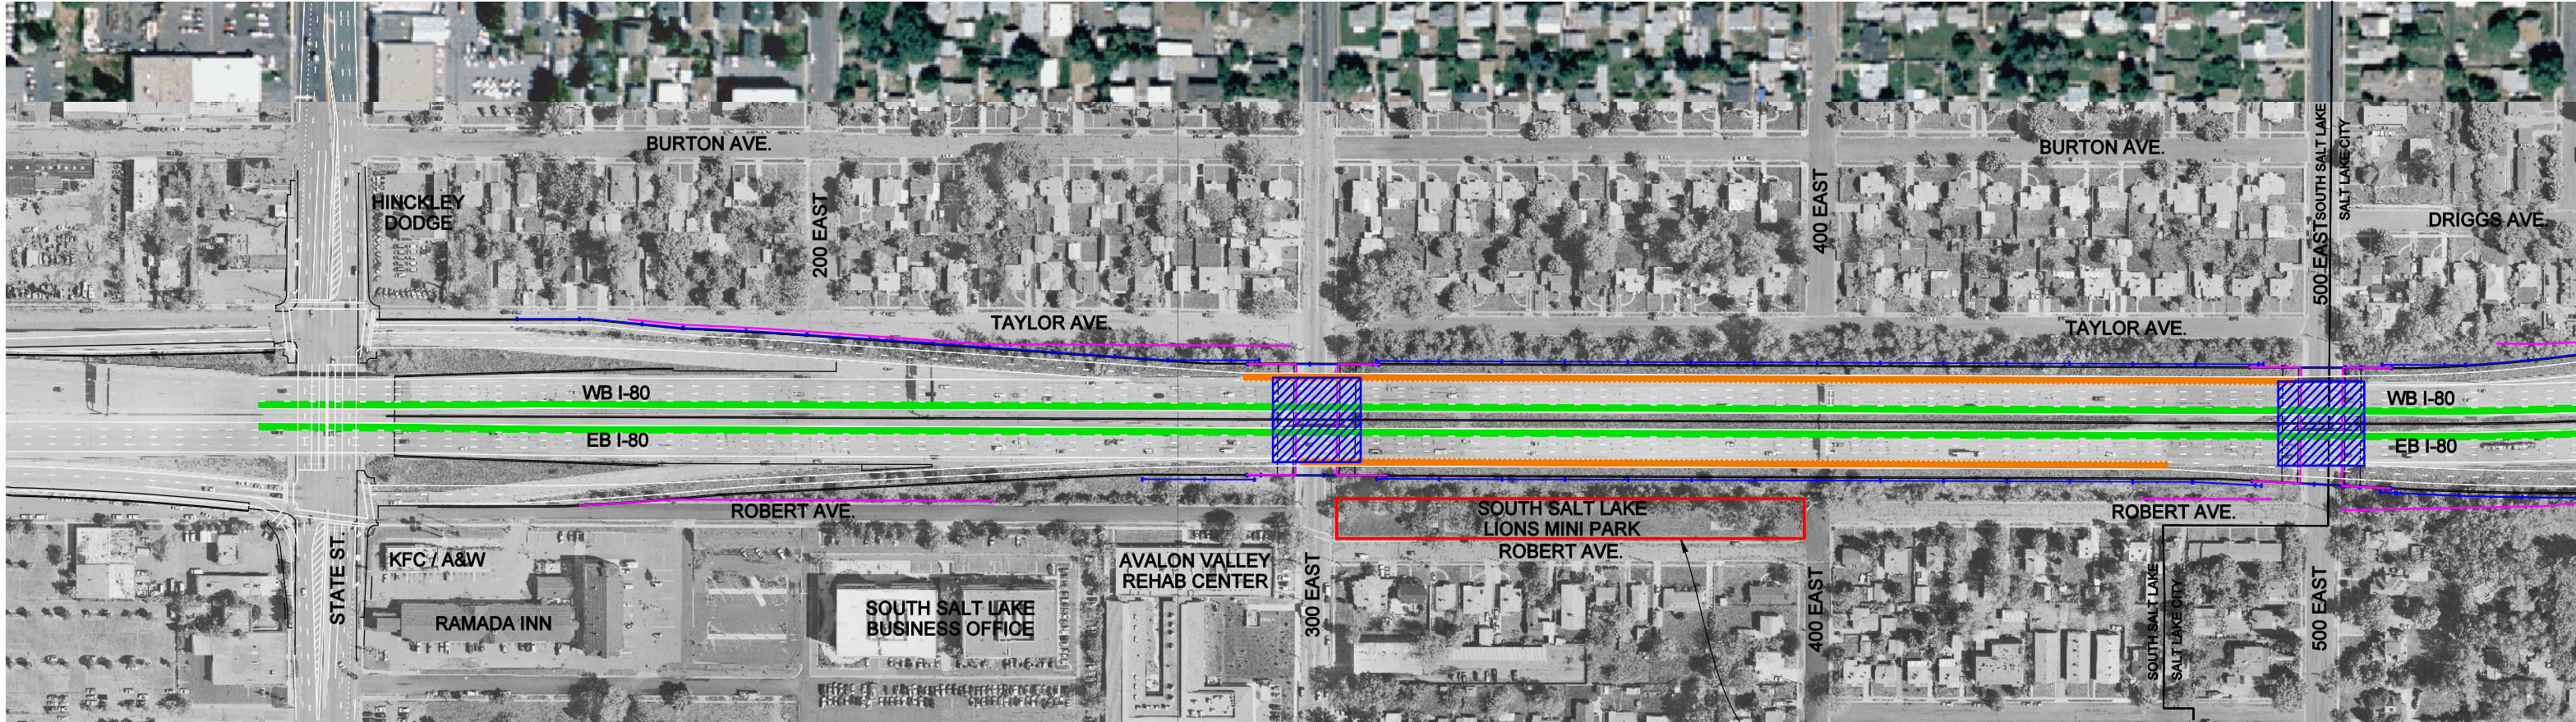 BURTON AVE.
BURTON AVE.
500 EAST
SOUTH SALT LAKE
SALT LAKE CITY
HINCKLEY
DODGE
200 EAST
400 EAST
DRIGGS AVE.
TAYLOR AVE.
TAYLOR AVE.
WB I-80
WB I-80
EB I-80
EB I-80
ROBERT AVE.
SOUTH SALT LAKE
LIONS MINI PARK
ROBERT AVE.
ROBERT AVE.
STATE ST.
KFC / A&W
RAMADA INN
SOUTH SALT LAKE
BUSINESS OFFICE
AVALON VALLEY
REHAB CENTER
300 EAST
400 EAST
SOUTH SALT LAKE
SALT LAKE CITY
500 EAST